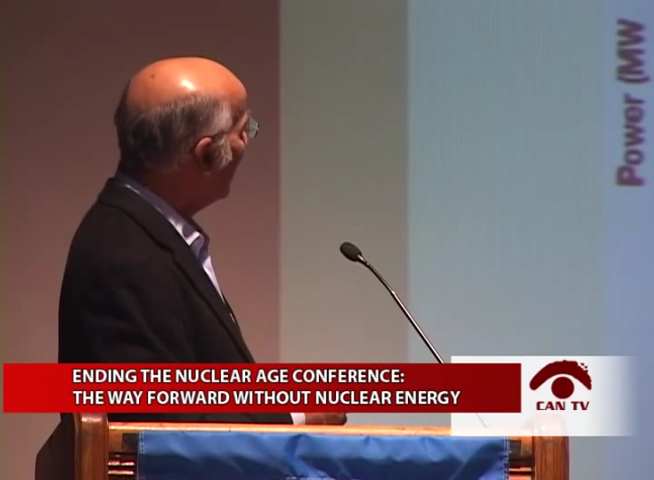 Power (MW
ENDING THE NUCLEAR AGE CONFERENCE:
THE WAY FORWARD WITHOUT NUCLEAR ENERGY
CAN TV